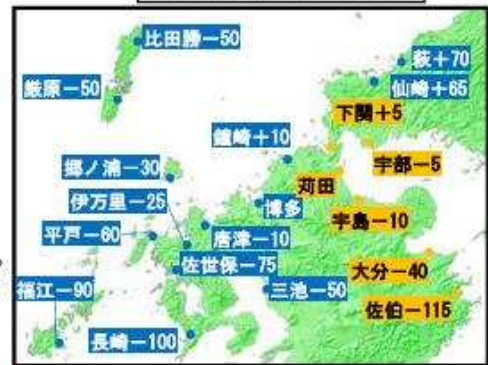 比田勝－50
萩＋70
厳原－50
仙崎＋65
下関＋5
鐘崎＋10
宇部－5
郷ノ浦－30
苅田
伊万里－25
博多
宇島－10
平戸－60
唐津－10
大分－40
佐世保－75
福江－90
三池－50
佐伯－115
長崎－100